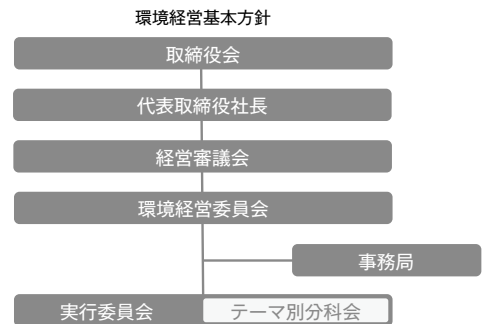 環境経営基本方針
取締役会
代表取締役社長
経営審議会
環境経営委員会
事務局
実行委員会 テーマ別分科会